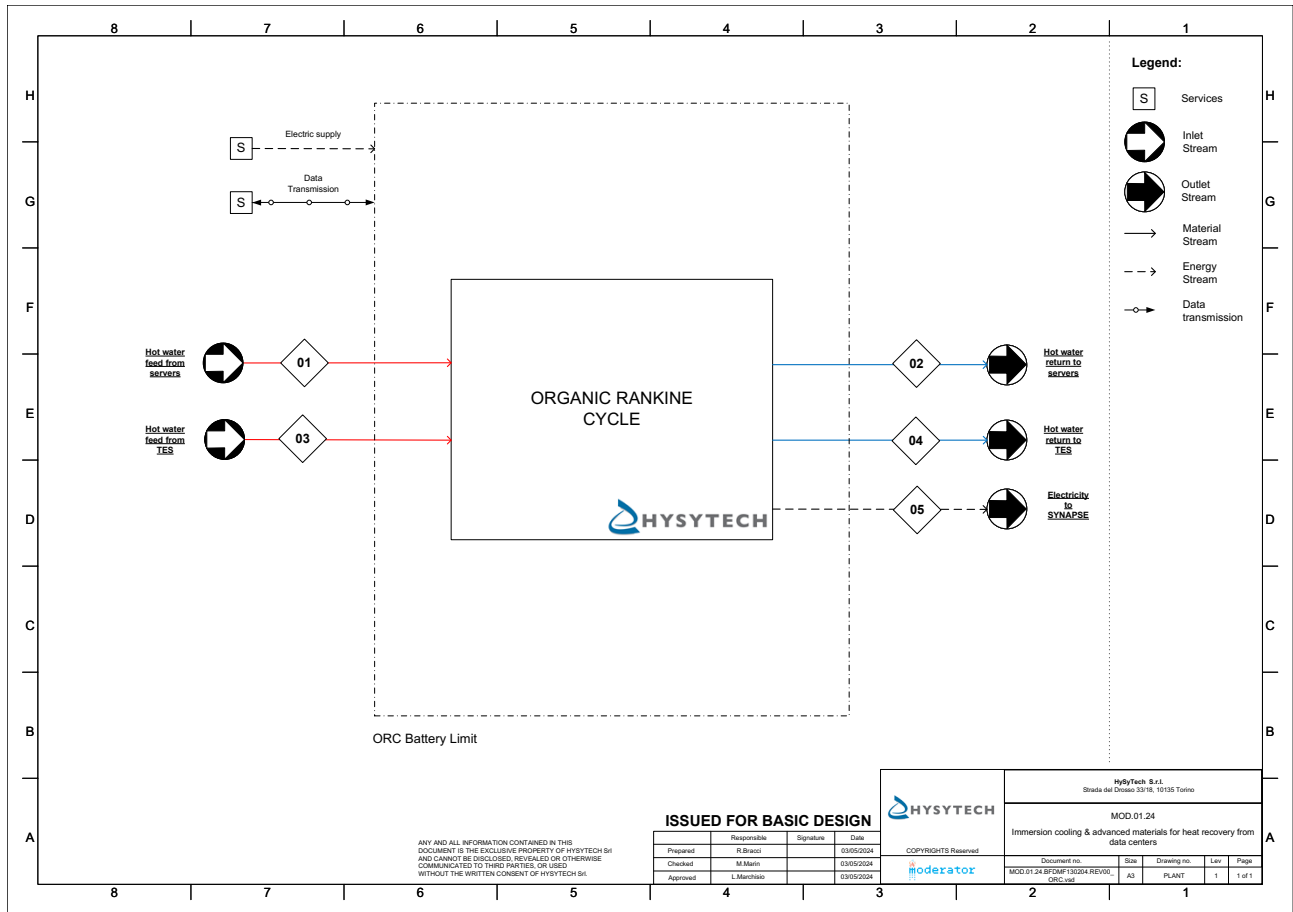 8 7 6 5 4 3 2 1
H H
G G
F F
E E
D D
C C
B B
A A
Legend:
S Services
Inlet
Stream
Outlet
Stream
Material
Stream
Energy
Stream
Data
transmission
S Electric supply
Data
Transmission
S
Hot water
feed from
servers
01
Hot water
feed from
TES
03
ORGANIC RANKINE
CYCLE
HYSYTECH
02
Hot water
return to
servers
04
Hot water
return to
TES
05
Electricity
to
SYNAPSE
ORC Battery Limit
ANY AND ALL INFORMATION CONTAINED IN THIS
DOCUMENT IS THE EXCLUSIVE PROPERTY OF HYSYTECH Srl
AND CANNOT BE DISCLOSED, REVEALED OR OTHERWISE
COMMUNICATED TO THIRD PARTIES, OR USED
WITHOUT THE WRITTEN CONSENT OF HYSYTECH Srl.
ISSUED FOR BASIC DESIGN
Responsible Signature Date
Prepared R.Bracci 03/05/2024
Checked M.Marin 03/05/2024
Approved L.Marchisio 03/05/2024
HYSYTECH
COPYRIGHTS Reserved
moderator
HySyTech S.r.l.
Strada del Drosso 33/18, 10135 Torino
MOD.01.24
Immersion cooling & advanced materials for heat recovery from
data centers
Document no. Size Drawing no. Lev Page
MOD.01.24.BFDMF130204.REV00_
ORC.vsd
A3 PLANT 1 1 of 1
8 7 6 5 4 3 2 1